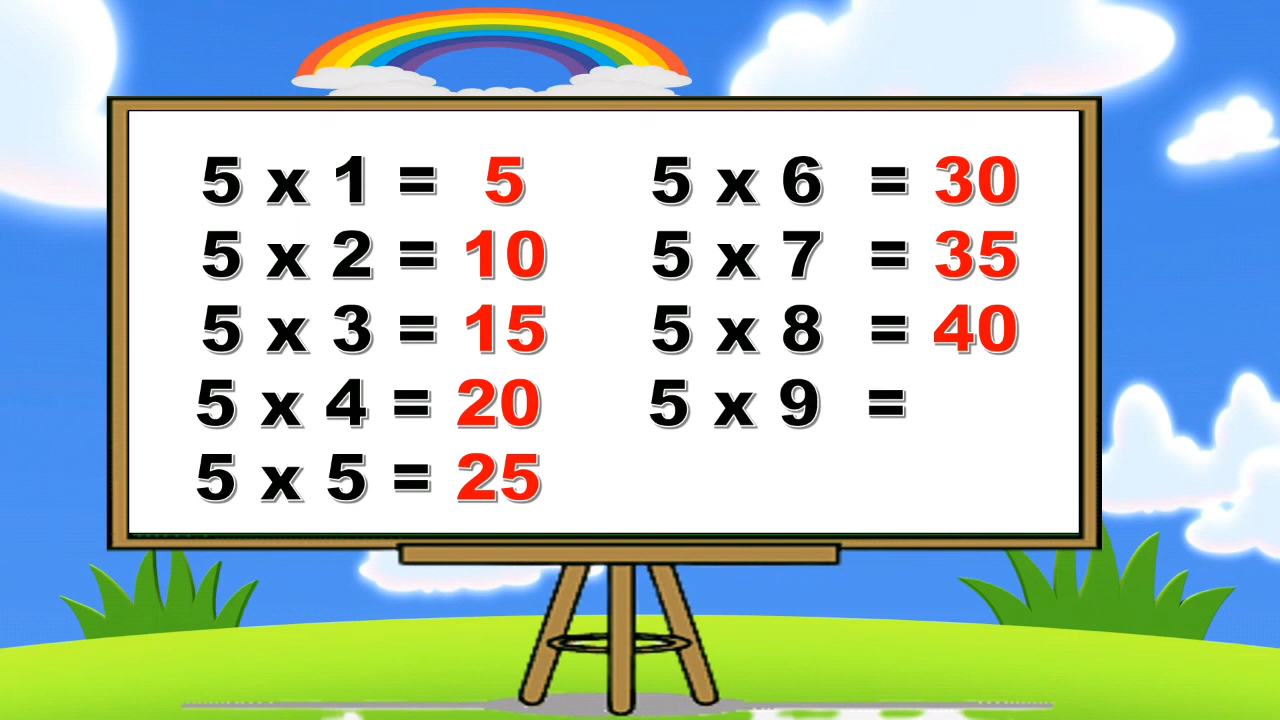 5 x 1 = 5
5 x 2 = 10
5 x 3 = 15
5 x 4 = 20
5 x 5 = 25
5 x 6 = 30
5 x 7 = 35
5 x 8 = 40
5 x 9 =